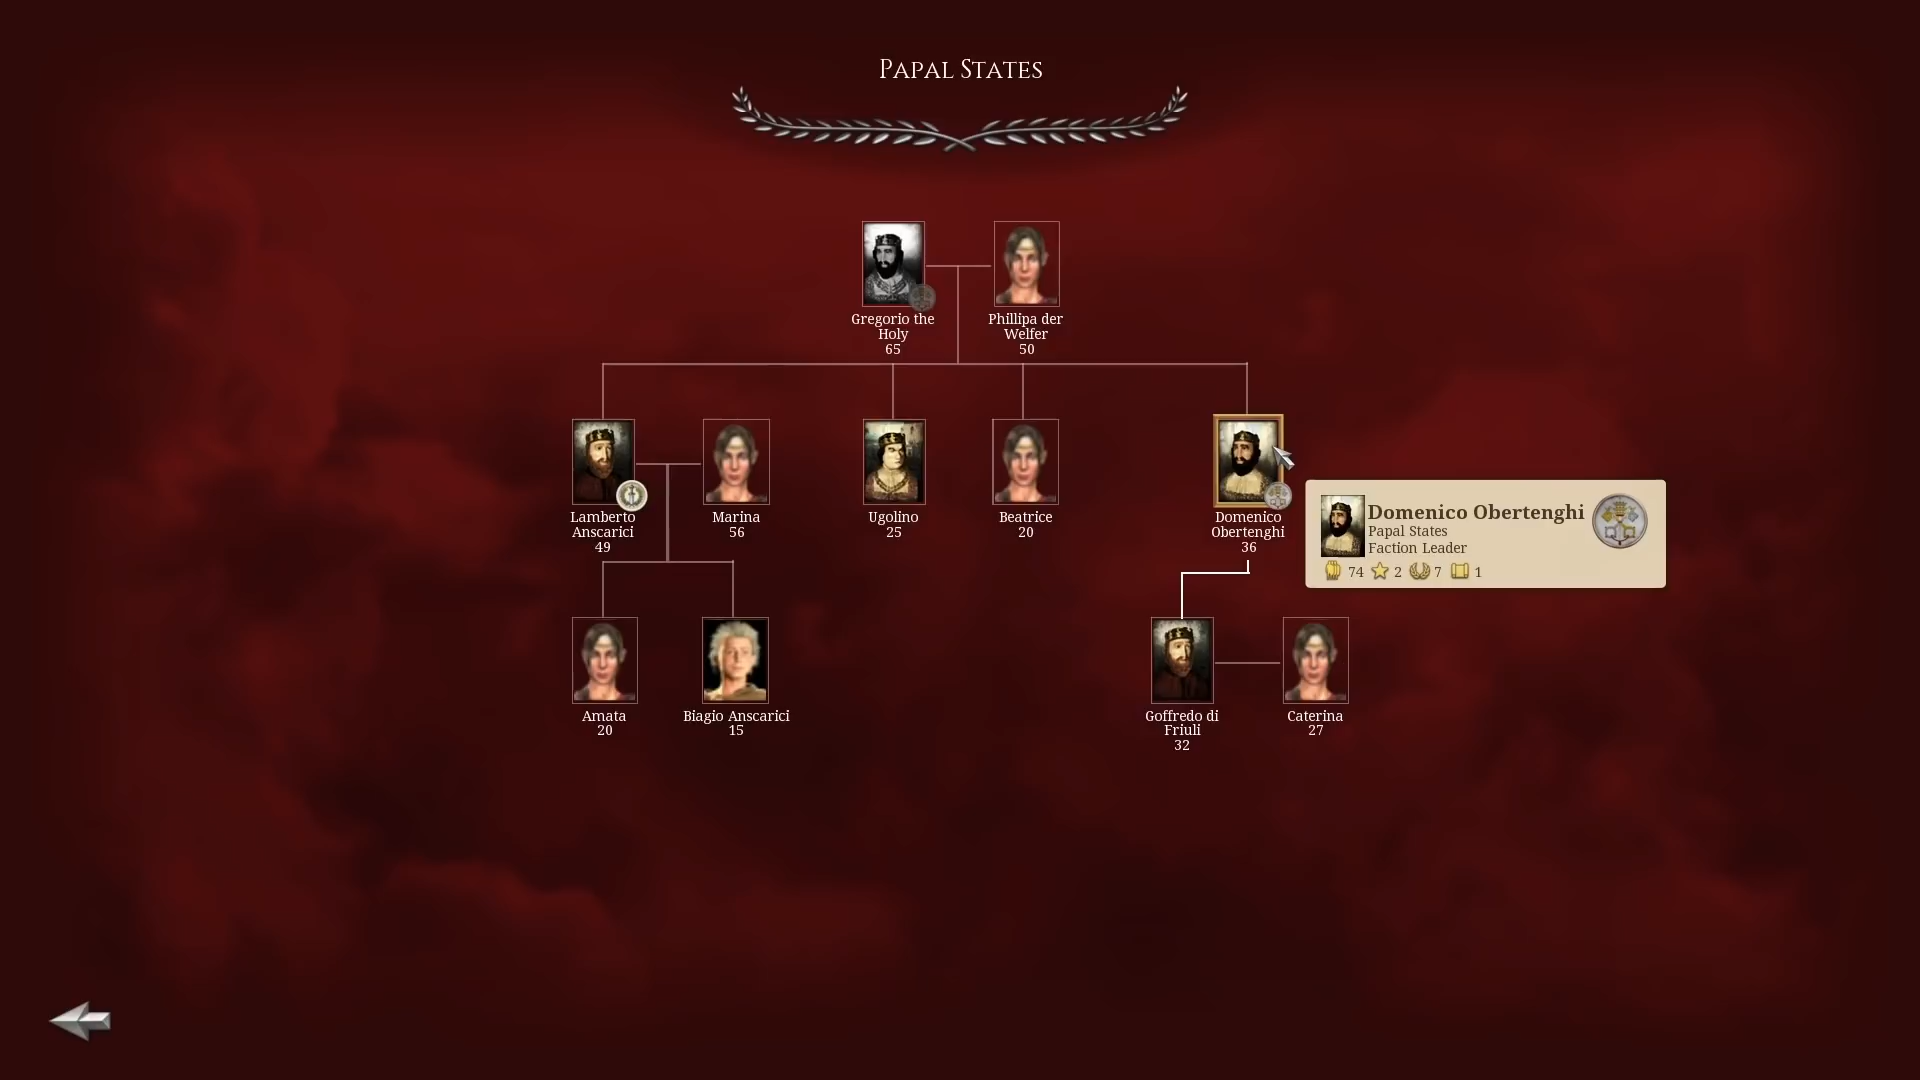 Papal States
Gregorio the
Holy
65
Phillipa der
Welfer
50
Lamberto
Anscarici
49
Marina
56
Ugolino
25
Beatrice
20
Domenico
Obertenghi
36
Domenico Obertenghi
Papal States
Faction Leader
74 2 7 1
Amata
20
Biagio Anscarici
15
Goffredo di
Friuli
32
Caterina
27